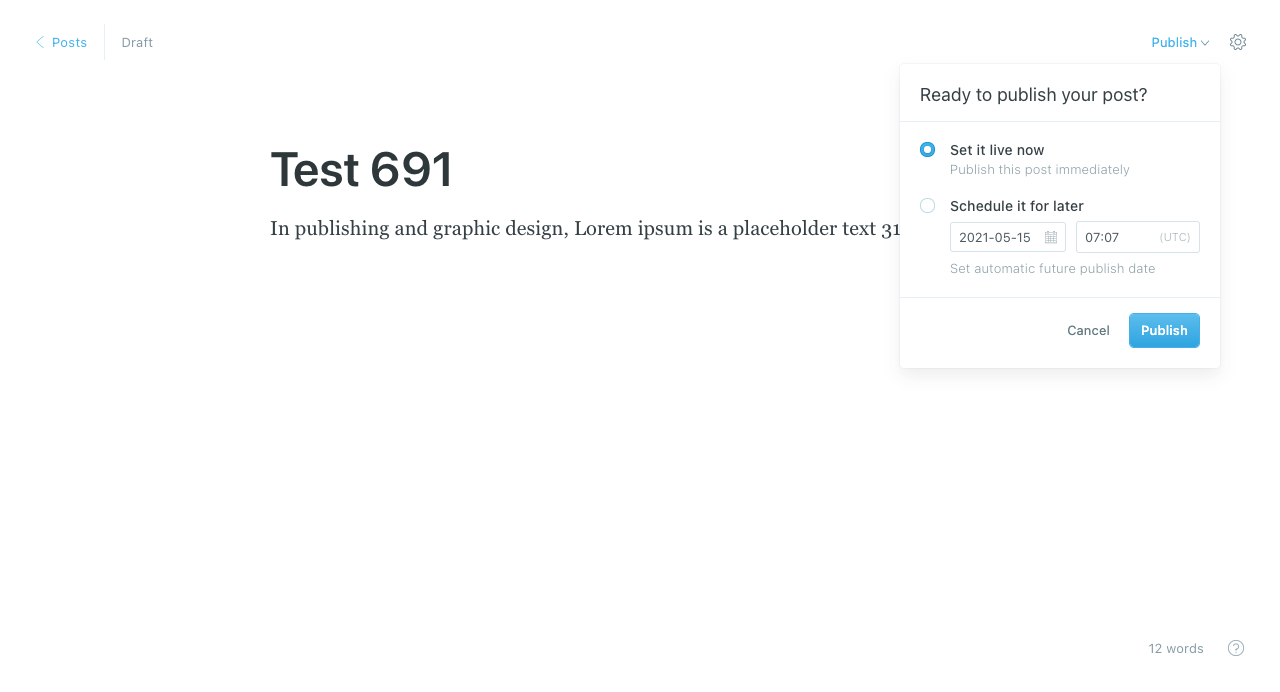 Posts
Draft
Publish
Ready to publish your post?
Test 691
Set it live now
Publish this post immediately
Schedule it for later
In publishing and graphic design, Lorem ipsum is a placeholder text 31
2021-05-15
07:07
(UTC)
Set automatic future publish date
Cancel
Publish
12 words
?